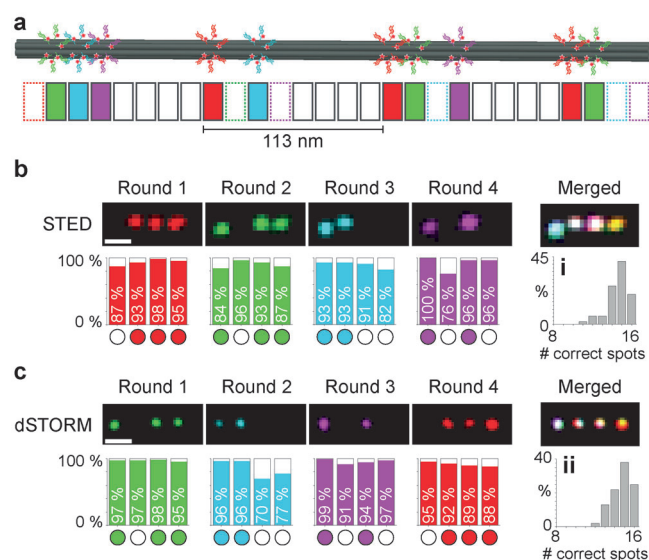 a
113 nm
b
Round 1 Round 2 Round 3 Round 4 Merged
STED
100 %
0 %
87 % 93 % 98 % 95 %
84 % 96 % 93 % 87 %
93 % 93 % 91 % 82 %
100 % 76 % 96 % 96 %
i
45
%
0
8 16
# correct spots
c
Round 1 Round 2 Round 3 Round 4 Merged
dSTORM
100 %
0 %
97 % 97 % 98 % 95 %
96 % 96 % 70 % 77 %
99 % 91 % 94 % 97 %
95 % 92 % 89 % 88 %
ii
40
%
0
8 16
# correct spots